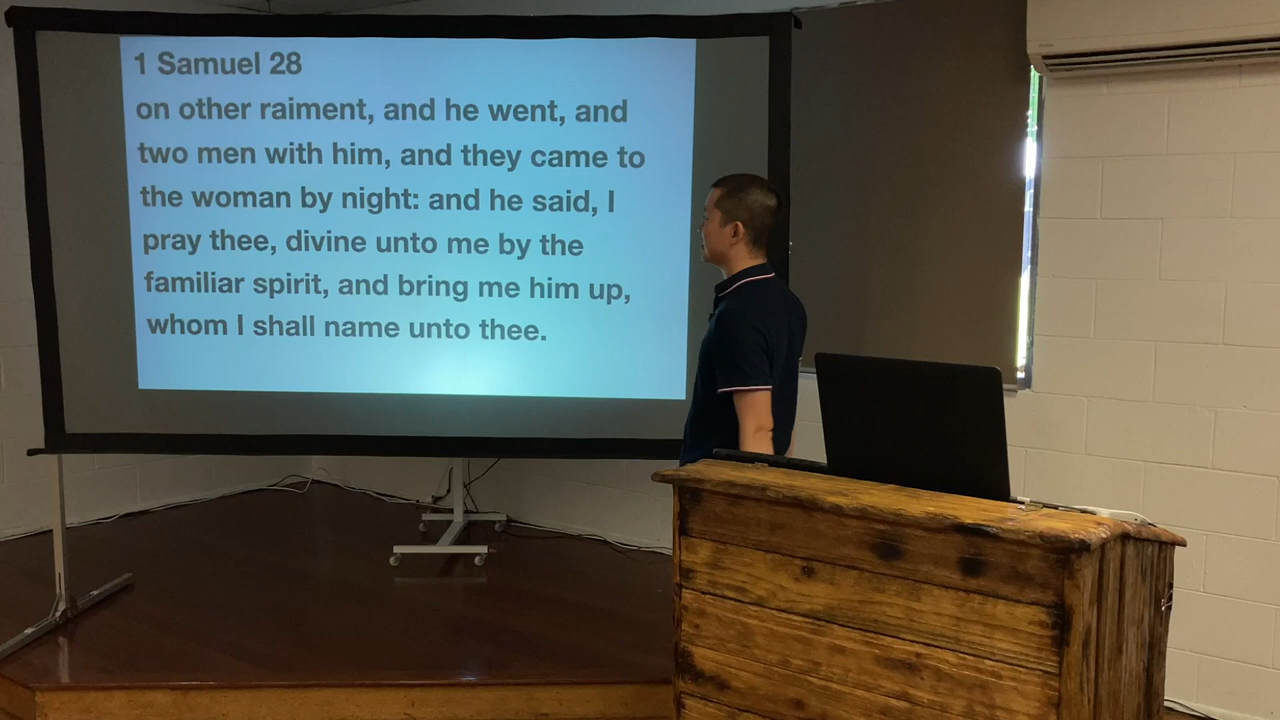 1 Samuel 28
on other raiment, and he went, and
two men with him, and they came to
the woman by night: and he said, I
pray thee, divine unto me by the
familiar spirit, and bring me him up,
whom I shall name unto thee.